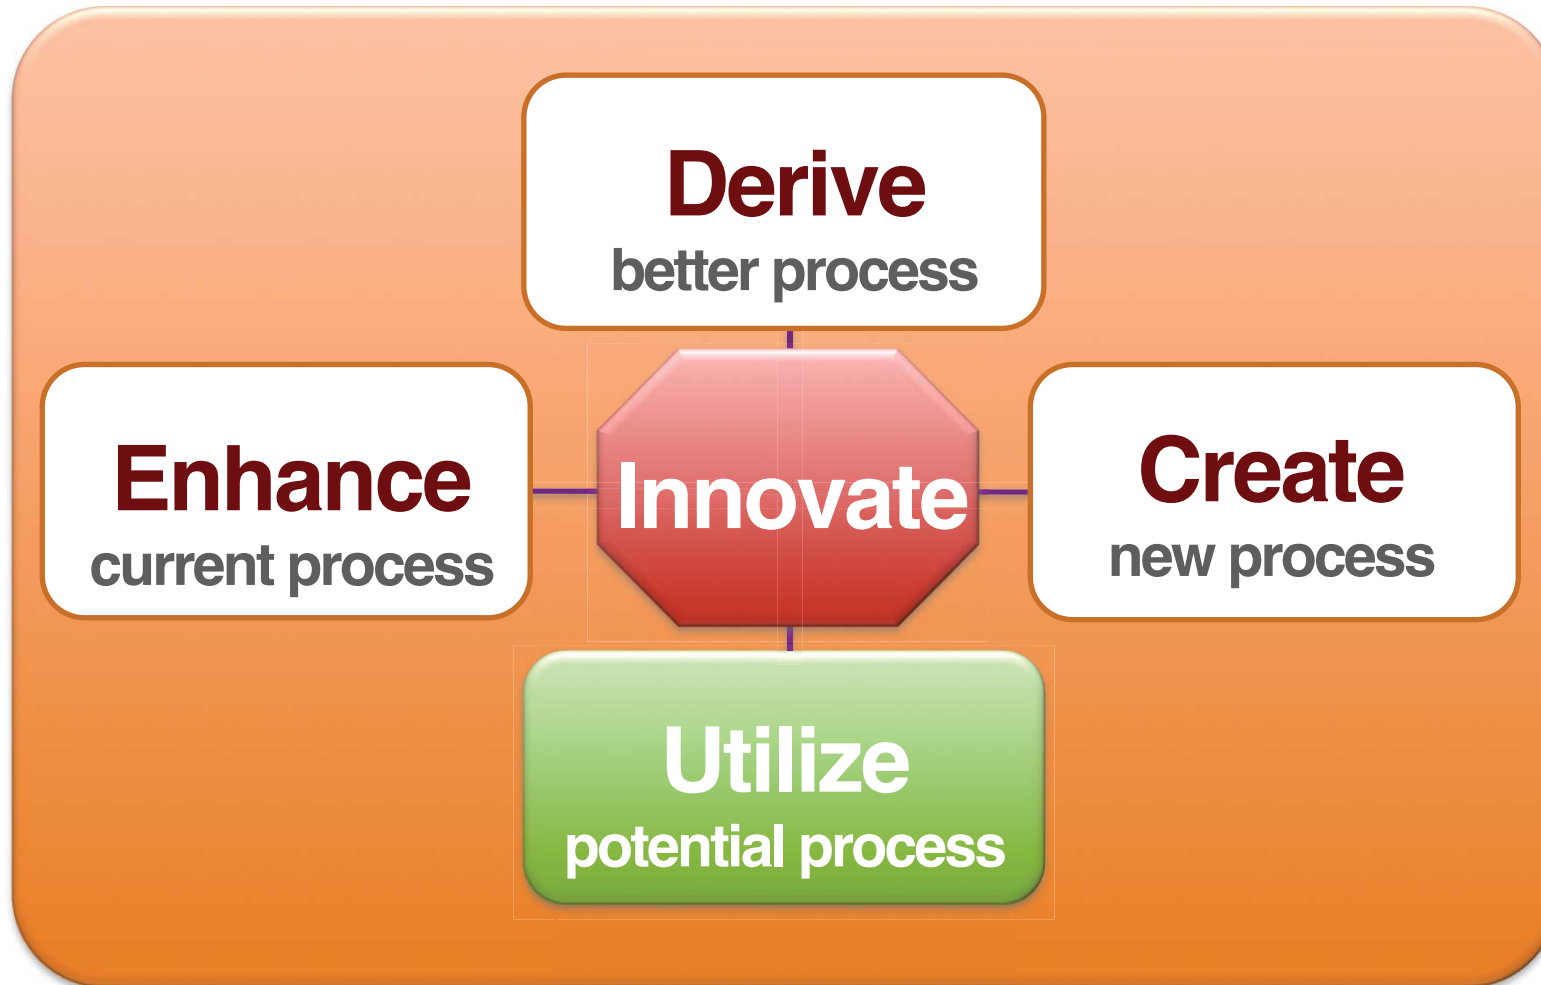 Derive
better process
Enhance
current process
Innovate
Create
new process
Utilize
potential process